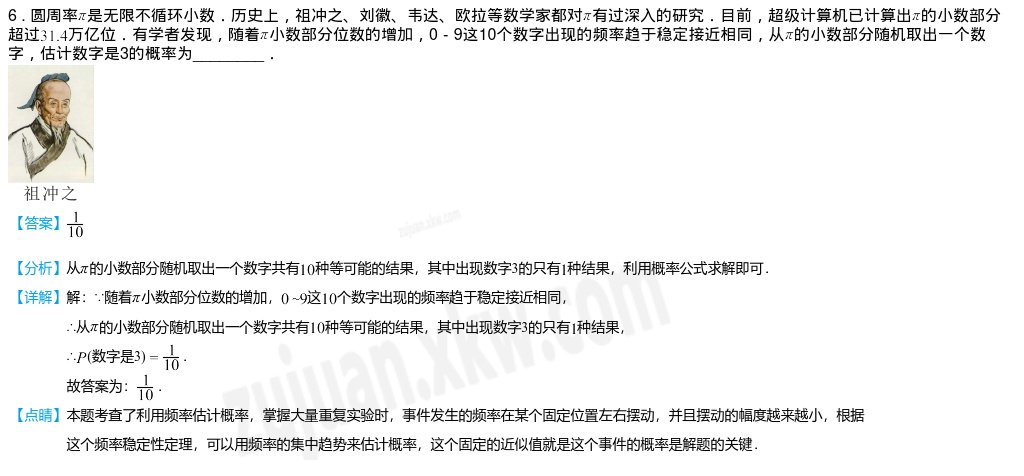 6．圆周率π是无限不循环小数．历史上，祖冲之、刘徽、韦达、欧拉等数学家都对π有过深入的研究．目前，超级计算机已计算出π的小数部分
超过31.4万亿位．有学者发现，随着π小数部分位数的增加，0－9这10个数字出现的频率趋于稳定接近相同，从π的小数部分随机取出一个数
字，估计数字是3的概率为_________．
祖冲之
【答案】1/10
zujuan.xkw.com
【分析】从π的小数部分随机取出一个数字共有10种等可能的结果，其中出现数字3的只有1种结果，利用概率公式求解即可．
【详解】解：∵随着π小数部分位数的增加，0 ~9这10个数字出现的频率趋于稳定接近相同，
∴从π的小数部分随机取出一个数字共有10种等可能的结果，其中出现数字3的只有1种结果，
∴P(数字是3) = 1/10．
故答案为：1/10．
zujuan.xkw.com
【点睛】本题考查了利用频率估计概率，掌握大量重复实验时，事件发生的频率在某个固定位置左右摆动，并且摆动的幅度越来越小，根据
这个频率稳定性定理，可以用频率的集中趋势来估计概率，这个固定的近似值就是这个事件的概率是解题的关键．